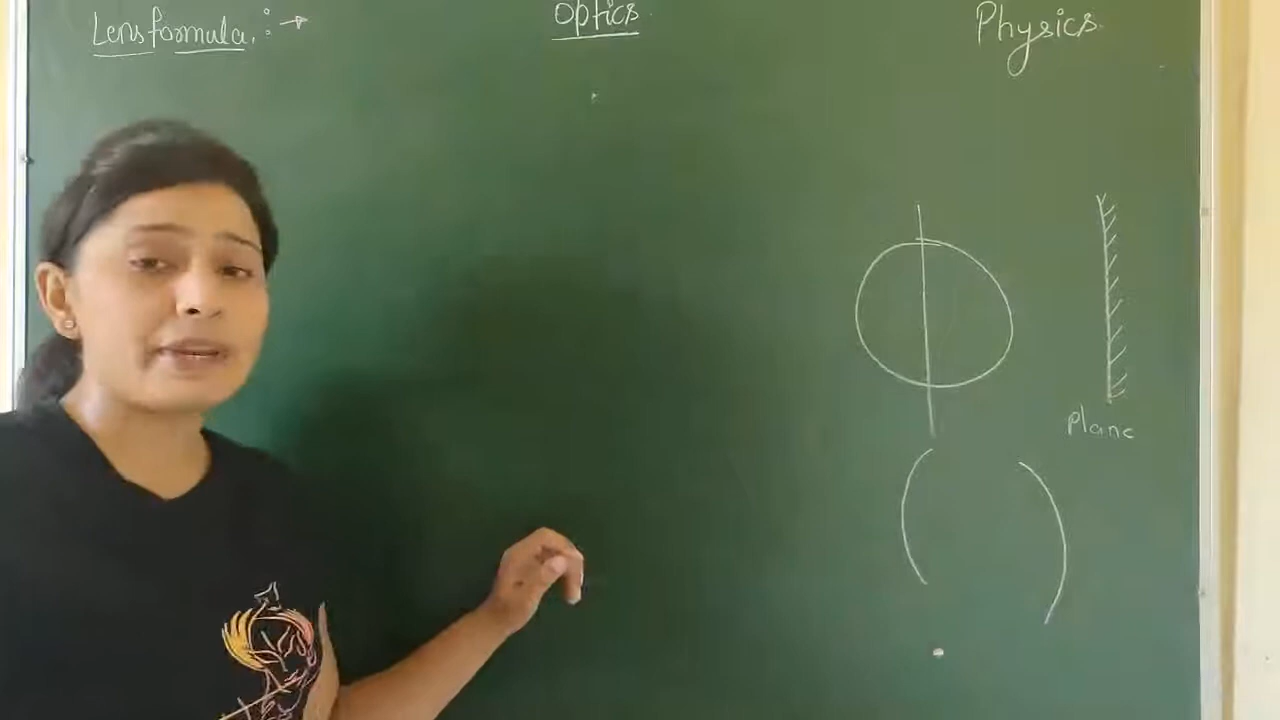 Lens formula :→
Optics
Physics
Plane